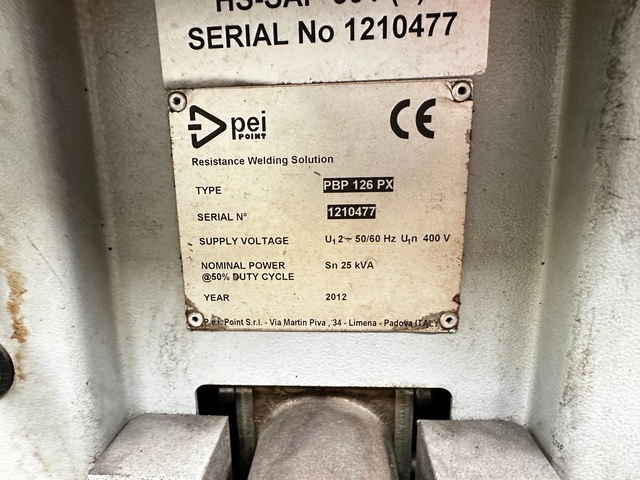 SERIAL No 1210477
pei
POINT
CE
Resistance Welding Solution
TYPE PBP 126 PX
SERIAL N° 1210477
SUPPLY VOLTAGE U₁ 2 ~ 50/60 Hz U₁n 400 V
NOMINAL POWER Sn 25 kVA
@50% DUTY CYCLE
YEAR 2012
P.e.i. Point S.r.l. - Via Martin Piva , 34 - Limena - Padova ITALY